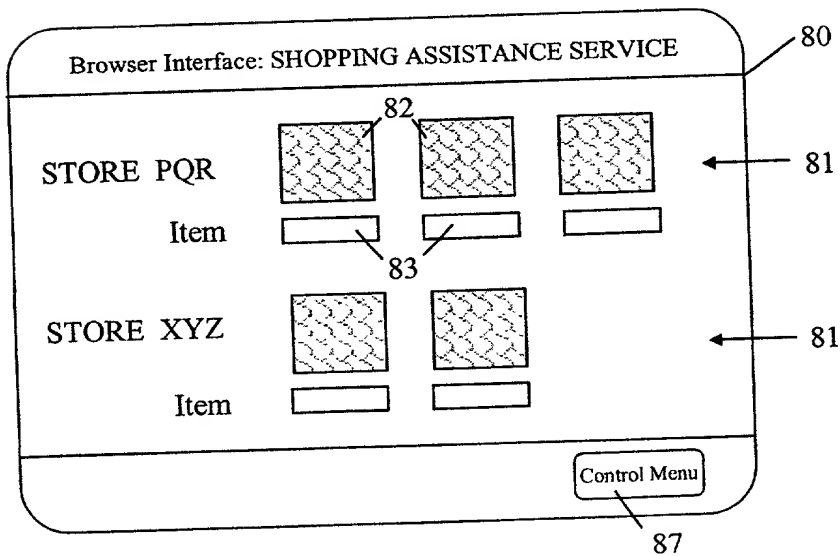 Browser Interface: SHOPPING ASSISTANCE SERVICE
80
82
STORE PQR
81
Item
83
STORE XYZ
81
Item
Control Menu
87